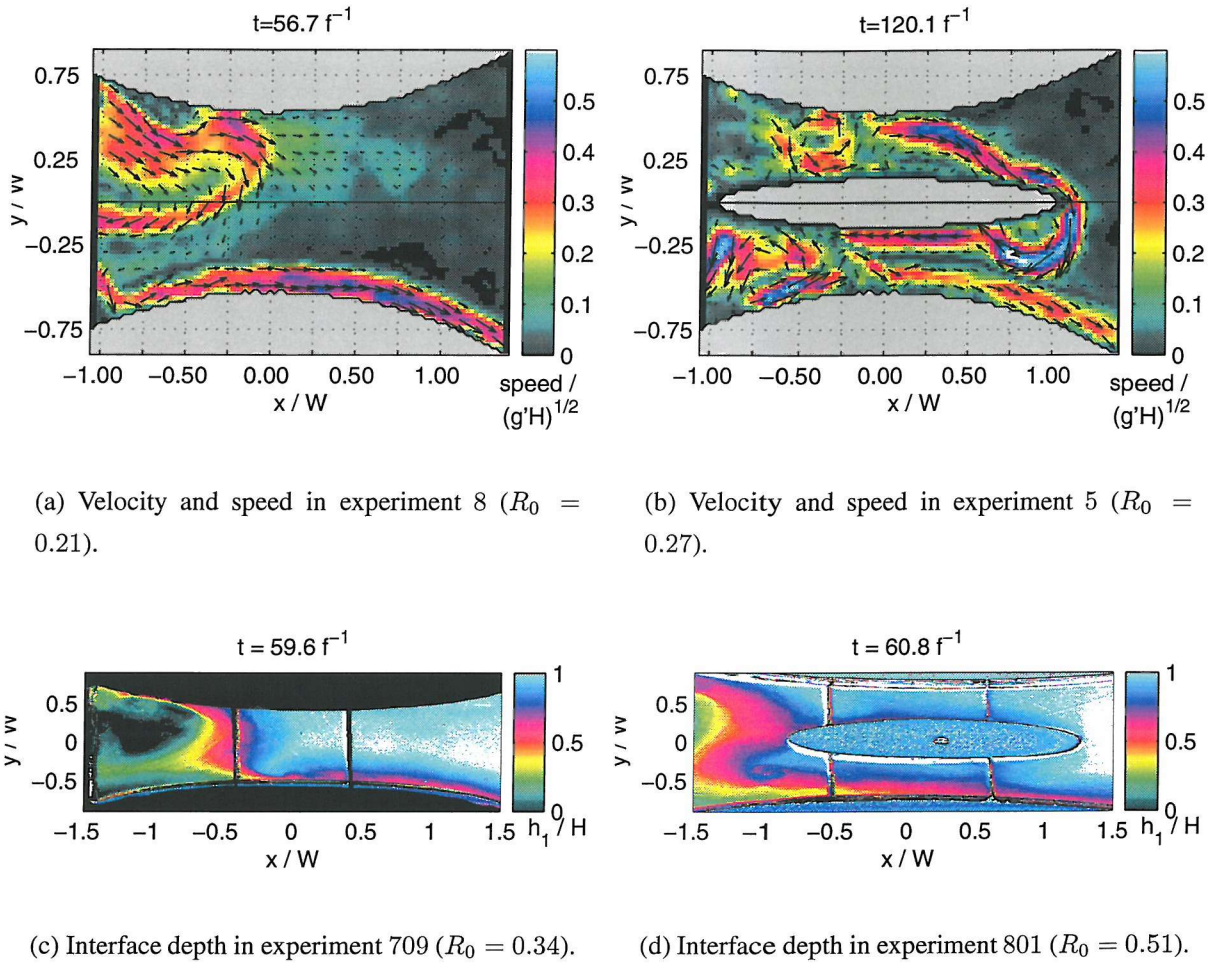 t=56.7 f⁻¹
0.75
0.25
−0.25
−0.75
y / W
−1.00 −0.50 0.00 0.50 1.00
x / W
0.5
0.4
0.3
0.2
0.1
0
speed /
(g'H)^1/2
t=120.1 f⁻¹
0.75
0.25
−0.25
−0.75
y / W
−1.00 −0.50 0.00 0.50 1.00
x / W
0.5
0.4
0.3
0.2
0.1
0
speed /
(g'H)^1/2
(a) Velocity and speed in experiment 8 (R₀ =
0.21).
(b) Velocity and speed in experiment 5 (R₀ =
0.27).
t = 59.6 f⁻¹
0.5
0
−0.5
y / W
−1.5 −1 −0.5 0 0.5 1 1.5
x / W
1
0.5
0
h₁ / H
t = 60.8 f⁻¹
0.5
0
−0.5
y / W
−1.5 −1 −0.5 0 0.5 1 1.5
x / W
1
0.5
0
h₁ / H
(c) Interface depth in experiment 709 (R₀ = 0.34).
(d) Interface depth in experiment 801 (R₀ = 0.51).